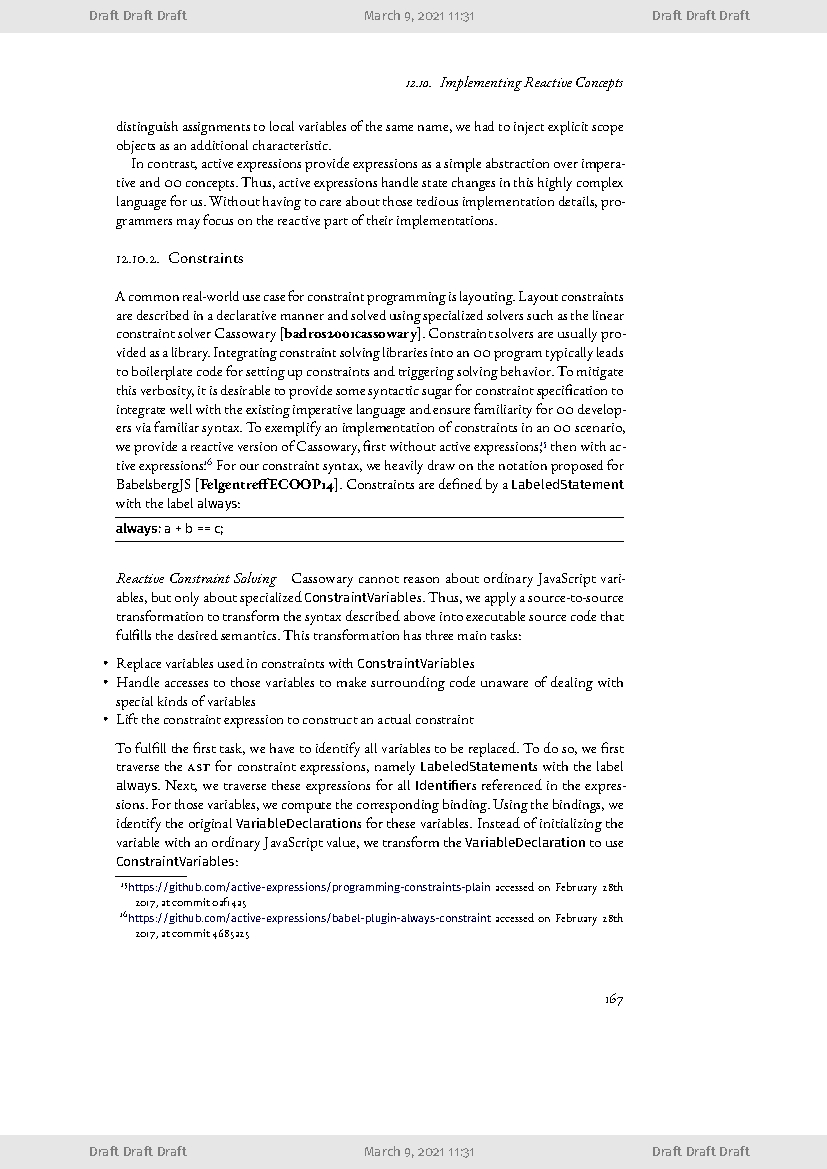 Draft Draft Draft March 9, 2021 11:31 Draft Draft Draft
12.10. Implementing Reactive Concepts
distinguish assignments to local variables of the same name, we had to inject explicit scope
objects as an additional characteristic.
In contrast, active expressions provide expressions as a simple abstraction over impera-
tive and OO concepts. Thus, active expressions handle state changes in this highly complex
language for us. Without having to care about those tedious implementation details, pro-
grammers may focus on the reactive part of their implementations.
12.10.2. Constraints
A common real-world use case for constraint programming is layouting. Layout constraints
are described in a declarative manner and solved using specialized solvers such as the linear
constraint solver Cassowary [badros2001cassowary]. Constraint solvers are usually pro-
vided as a library. Integrating constraint solving libraries into an OO program typically leads
to boilerplate code for setting up constraints and triggering solving behavior. To mitigate
this verbosity, it is desirable to provide some syntactic sugar for constraint specification to
integrate well with the existing imperative language and ensure familiarity for OO develop-
ers via familiar syntax. To exemplify an implementation of constraints in an OO scenario,
we provide a reactive version of Cassowary, first without active expressions,15 then with ac-
tive expressions.16 For our constraint syntax, we heavily draw on the notation proposed for
BabelsbergJS [FelgentreffECOOP14]. Constraints are defined by a LabeledStatement
with the label always:
always: a + b == c;
Reactive Constraint Solving Cassowary cannot reason about ordinary JavaScript vari-
ables, but only about specialized ConstraintVariables. Thus, we apply a source-to-source
transformation to transform the syntax described above into executable source code that
fulfills the desired semantics. This transformation has three main tasks:
• Replace variables used in constraints with ConstraintVariables
• Handle accesses to those variables to make surrounding code unaware of dealing with
special kinds of variables
• Lift the constraint expression to construct an actual constraint
To fulfill the first task, we have to identify all variables to be replaced. To do so, we first
traverse the AST for constraint expressions, namely LabeledStatements with the label
always. Next, we traverse these expressions for all Identifiers referenced in the expres-
sions. For those variables, we compute the corresponding binding. Using the bindings, we
identify the original VariableDeclarations for these variables. Instead of initializing the
variable with an ordinary JavaScript value, we transform the VariableDeclaration to use
ConstraintVariables:
15https://github.com/active-expressions/programming-constraints-plain accessed on February 28th
2017, at commit 0af14a5
16https://github.com/active-expressions/babel-plugin-always-constraint accessed on February 28th
2017, at commit 4685a25
167
Draft Draft Draft March 9, 2021 11:31 Draft Draft Draft